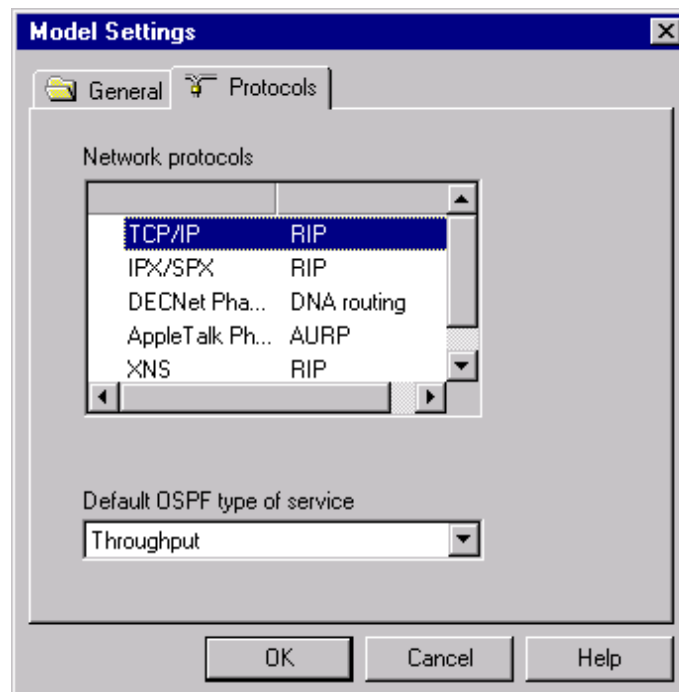 Model Settings
General Protocols
Network protocols
TCP/IP RIP
IPX/SPX RIP
DECNet Pha... DNA routing
AppleTalk Ph... AURP
XNS RIP
Default OSPF type of service
Throughput
OK Cancel Help